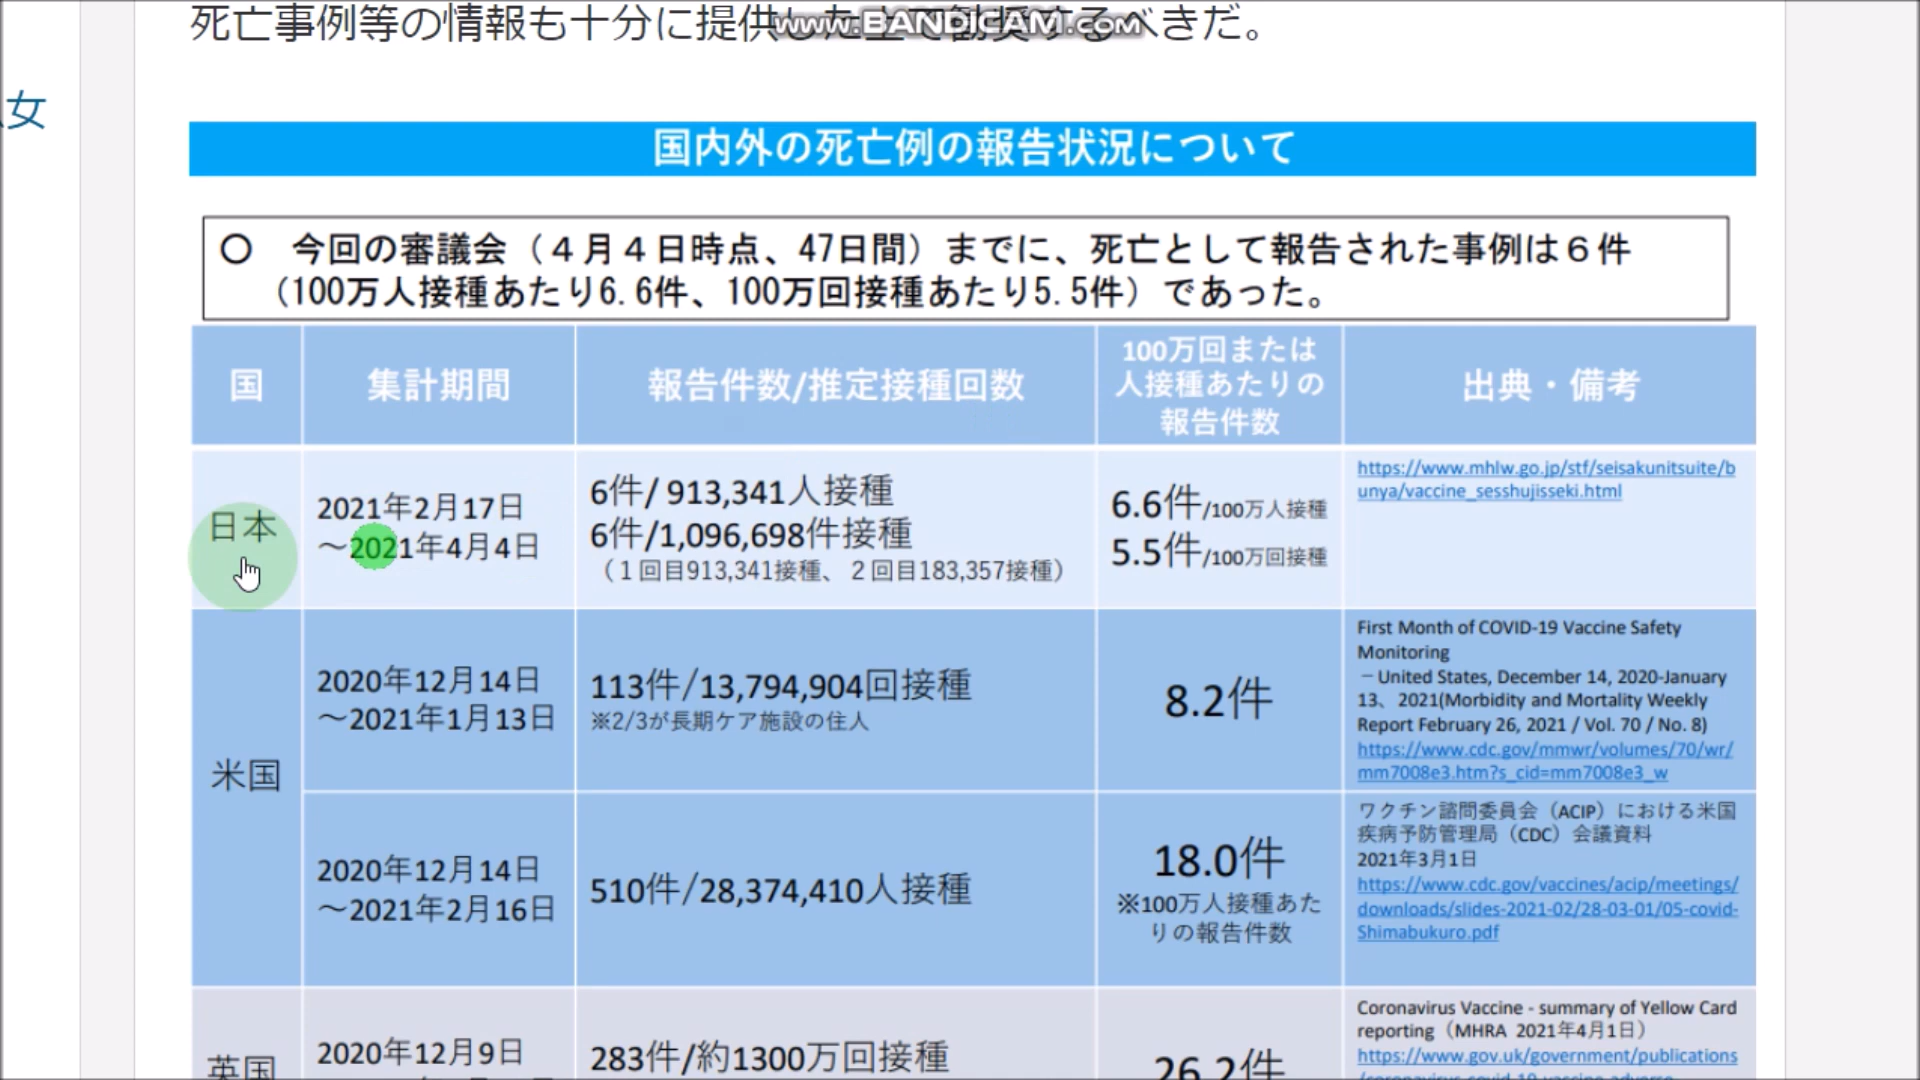 死亡事例等の情報も十分に提供した上で勧奨するべきだ。
www.BANDICAM.com
女
国内外の死亡例の報告状況について
〇 今回の審議会（４月４日時点、47日間）までに、死亡として報告された事例は６件
（100万人接種あたり6.6件、100万回接種あたり5.5件）であった。
国
集計期間
報告件数/推定接種回数
100万回または
人接種あたりの
報告件数
出典・備考
日本
2021年2月17日
～2021年4月4日
6件/ 913,341人接種
6件/1,096,698件接種
（１回目913,341接種、２回目183,357接種）
6.6件/100万人接種
5.5件/100万回接種
https://www.mhlw.go.jp/stf/seisakunitsuite/b
unya/vaccine_sesshujisseki.html
米国
2020年12月14日
～2021年1月13日
113件/13,794,904回接種
※2/3が長期ケア施設の住人
8.2件
First Month of COVID-19 Vaccine Safety
Monitoring
－United States, December 14, 2020-January
13、 2021(Morbidity and Mortality Weekly
Report February 26, 2021 / Vol. 70 / No. 8)
https://www.cdc.gov/mmwr/volumes/70/wr/
mm7008e3.htm?s_cid=mm7008e3_w
2020年12月14日
～2021年2月16日
510件/28,374,410人接種
18.0件
※100万人接種あた
りの報告件数
ワクチン諮問委員会（ACIP）における米国
疾病予防管理局（CDC）会議資料
2021年3月1日
https://www.cdc.gov/vaccines/acip/meetings/
downloads/slides-2021-02/28-03-01/05-covid-
Shimabukuro.pdf
英国
2020年12月9日
283件/約1300万回接種
26.2件
Coronavirus Vaccine - summary of Yellow Card
reporting（MHRA 2021年4月1日）
https://www.gov.uk/government/publications
/coronavirus-covid-19-vaccine-adverse-